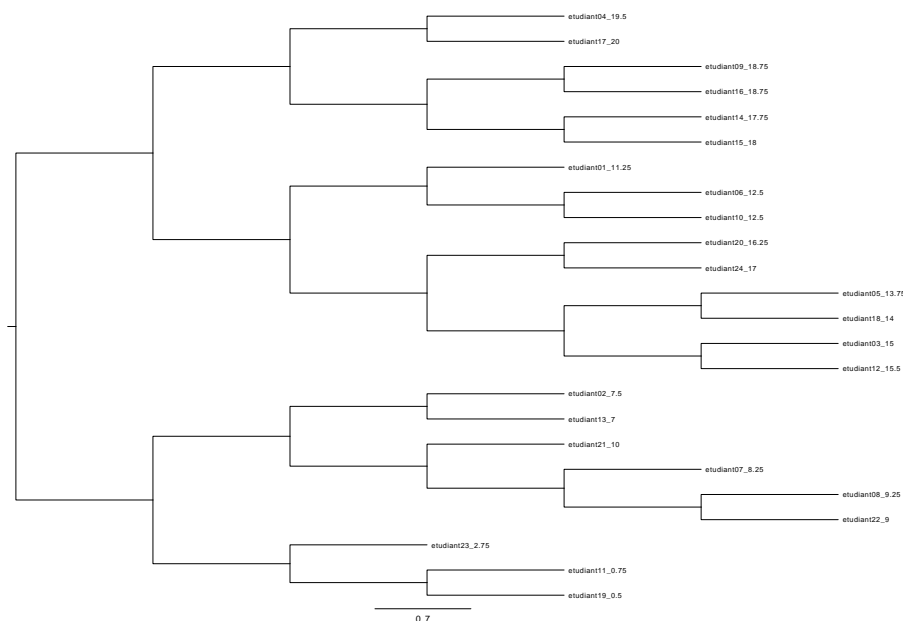 etudiant04_19.5
etudiant17_20
etudiant09_18.75
etudiant16_18.75
etudiant14_17.75
etudiant15_18
etudiant01_11.25
etudiant06_12.5
etudiant10_12.5
etudiant20_16.25
etudiant24_17
etudiant05_13.75
etudiant18_14
etudiant03_15
etudiant12_15.5
etudiant02_7.5
etudiant13_7
etudiant21_10
etudiant07_8.25
etudiant08_9.25
etudiant22_9
etudiant23_2.75
etudiant11_0.75
etudiant19_0.5
0.7